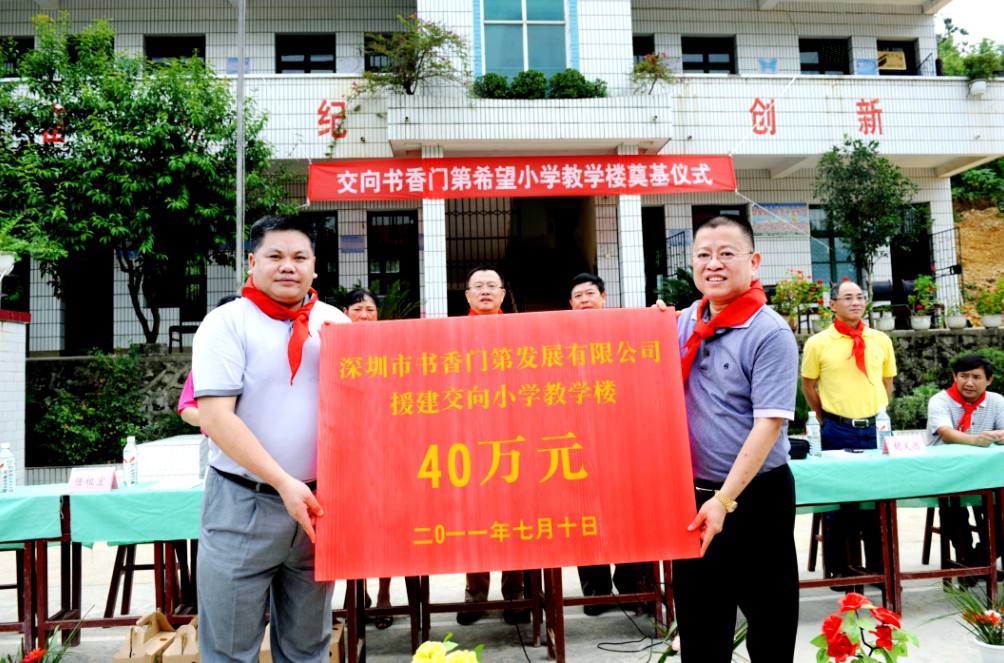 纪
创新
交向书香门第希望小学教学楼奠基仪式
深圳市书香门第发展有限公司
援建交向小学教学楼
40万元
二0一一年七月十日